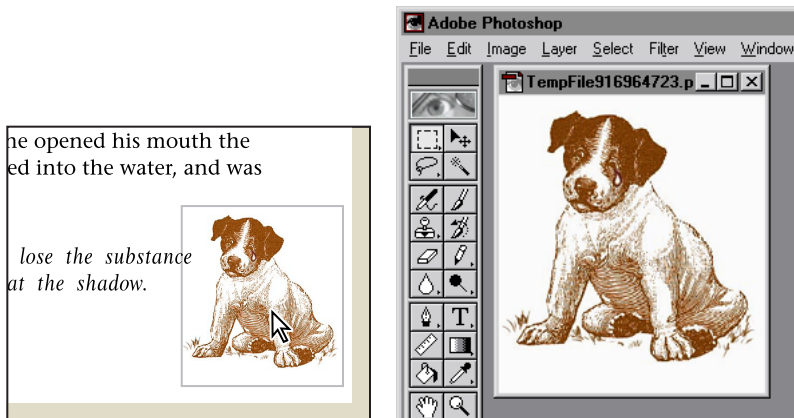 he opened his mouth the
ed into the water, and was
lose the substance
at the shadow.
Adobe Photoshop
File Edit Image Layer Select Filter View Window
TempFile916964723.p
T